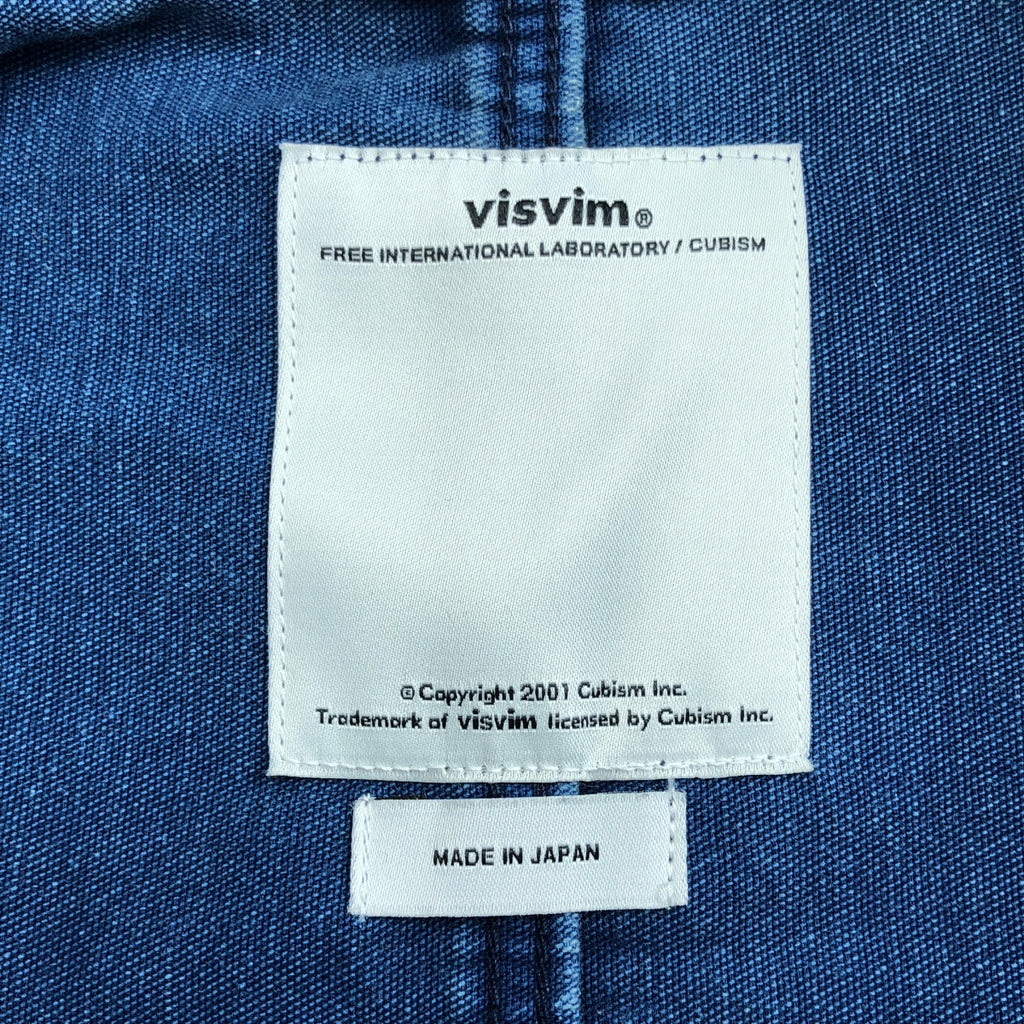 visvim®
FREE INTERNATIONAL LABORATORY / CUBISM
© Copyright 2001 Cubism Inc.
Trademark of visvim licensed by Cubism Inc.
MADE IN JAPAN